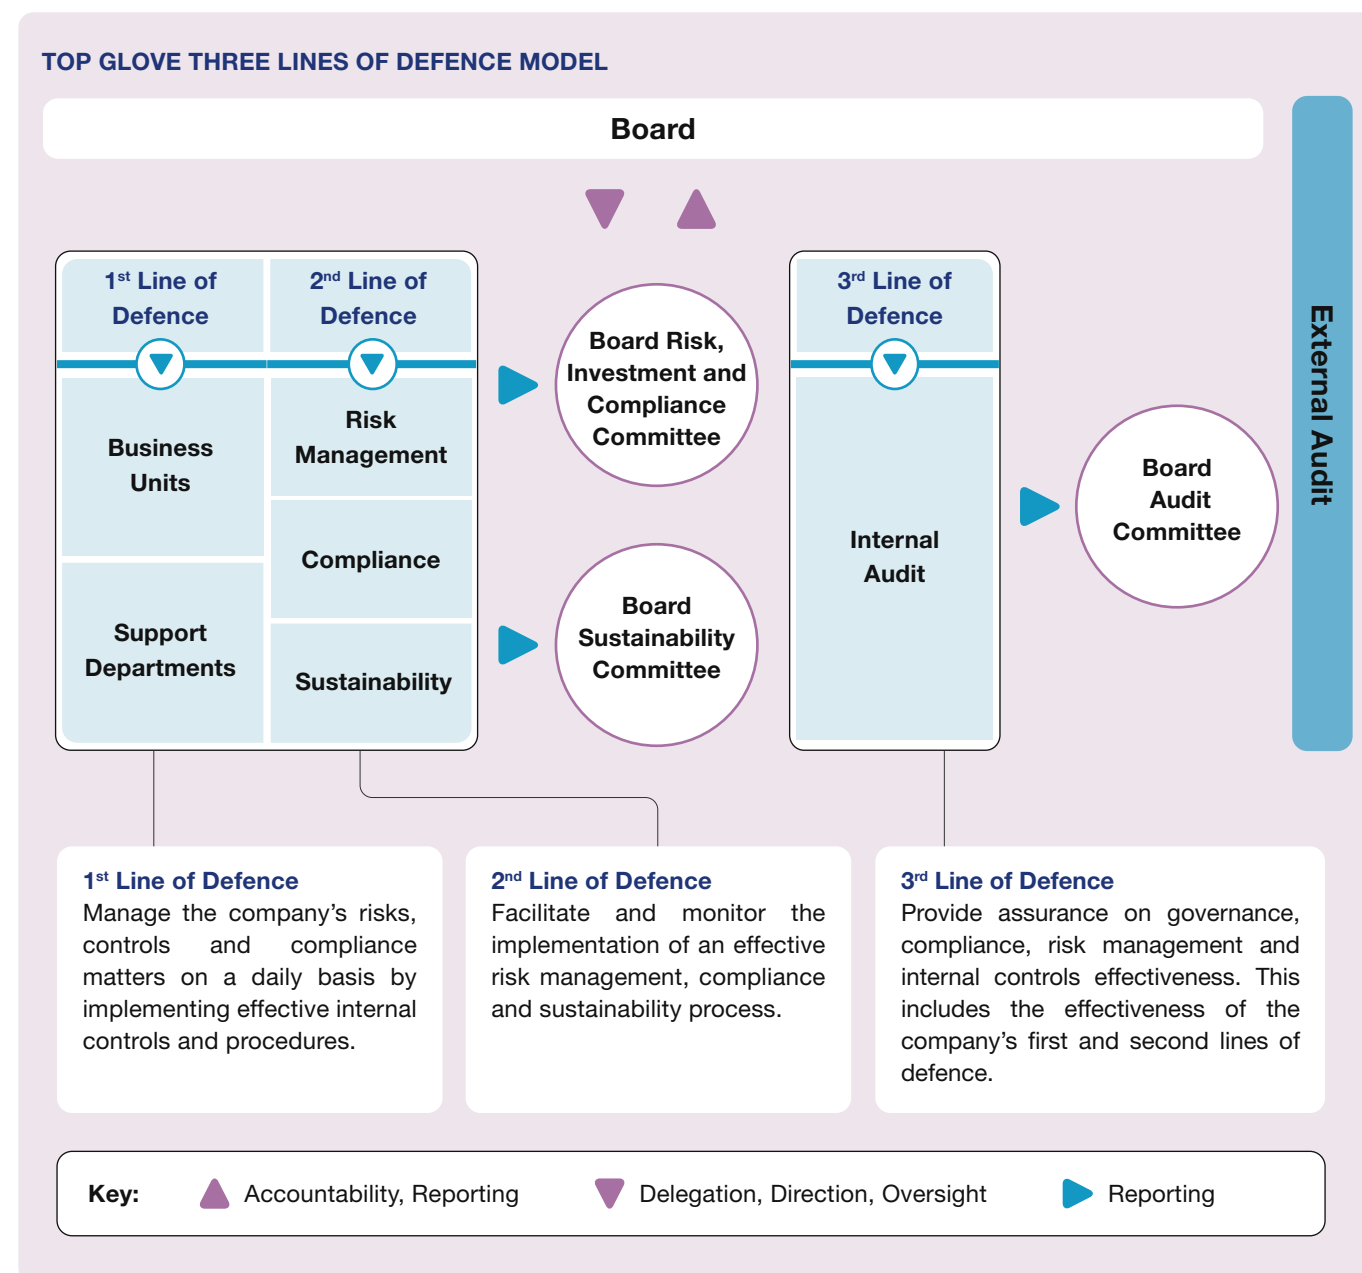 TOP GLOVE THREE LINES OF DEFENCE MODEL
Board
1st Line of
Defence
Business
Units
Support
Departments
2nd Line of
Defence
Risk
Management
Compliance
Sustainability
Board Risk,
Investment and
Compliance
Committee
Board
Sustainability
Committee
3rd Line of
Defence
Internal
Audit
Board
Audit
Committee
External Audit
1st Line of Defence
Manage the company’s risks,
controls and compliance
matters on a daily basis by
implementing effective internal
controls and procedures.
2nd Line of Defence
Facilitate and monitor the
implementation of an effective
risk management, compliance
and sustainability process.
3rd Line of Defence
Provide assurance on governance,
compliance, risk management and
internal controls effectiveness. This
includes the effectiveness of the
company’s first and second lines of
defence.
Key:
Accountability, Reporting
Delegation, Direction, Oversight
Reporting